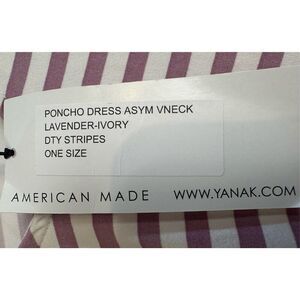 PONCHO DRESS ASYM VNECK
LAVENDER-IVORY
DTY STRIPES
ONE SIZE
AMERICAN MADE WWW.YANAK.COM